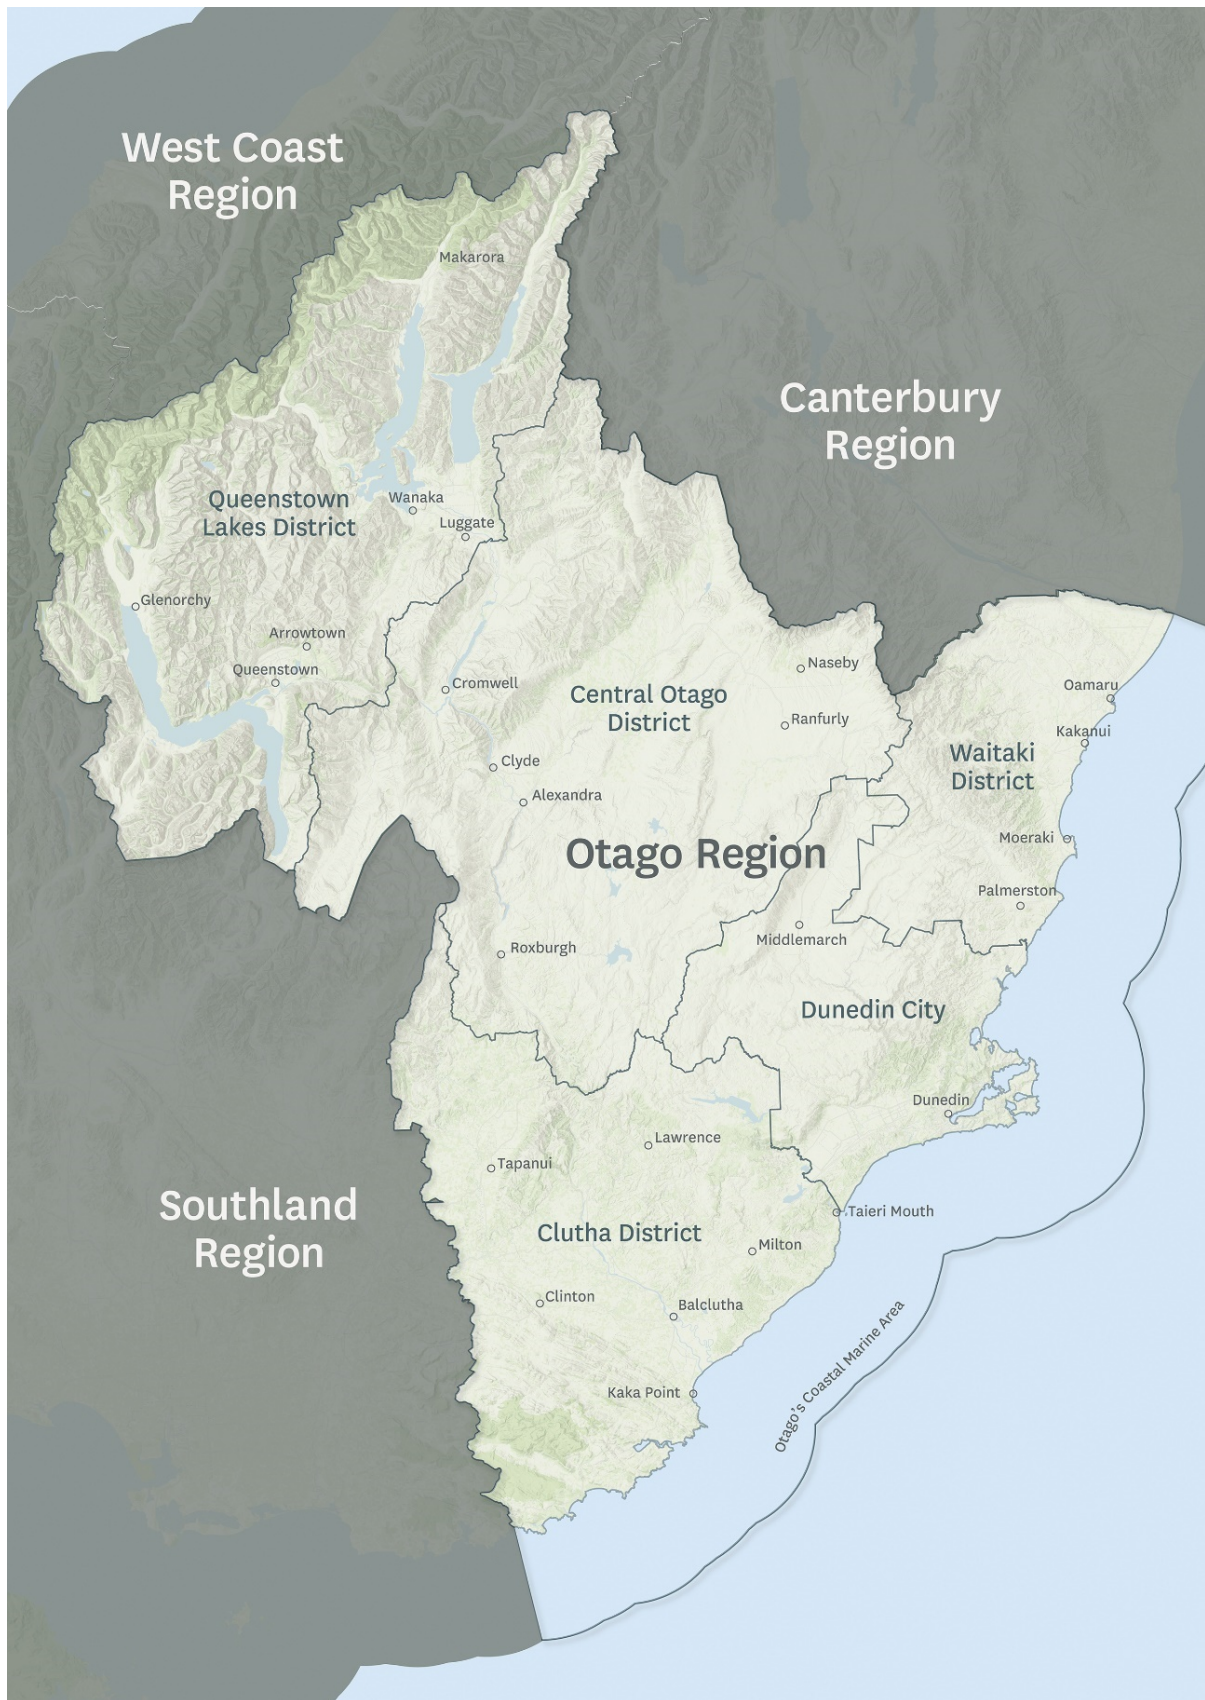 West Coast
Region
Makarora
Canterbury
Region
Queenstown
Lakes District
Wanaka
Luggate
Glenorchy
Arrowtown
Queenstown
Cromwell
Central Otago
District
Naseby
Ranfurly
Oamaru
Kakanui
Waitaki
District
Clyde
Alexandra
Otago Region
Moeraki
Palmerston
Middlemarch
Roxburgh
Dunedin City
Dunedin
Lawrence
Tapanui
Southland
Region
Taieri Mouth
Clutha District
Milton
Clinton
Balclutha
Kaka Point
Otago's Coastal Marine Area